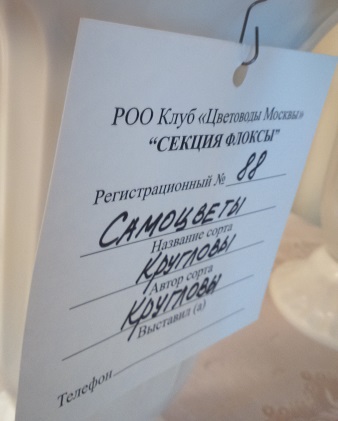 РОО Клуб «Цветоводы Москвы»
"СЕКЦИЯ ФЛОКСЫ"
Регистрационный № 88
САМОЦВЕТЫ
Название сорта
КРУГЛОВЫ
Автор сорта
КРУГЛОВЫ
Выставил (а)
Телефон